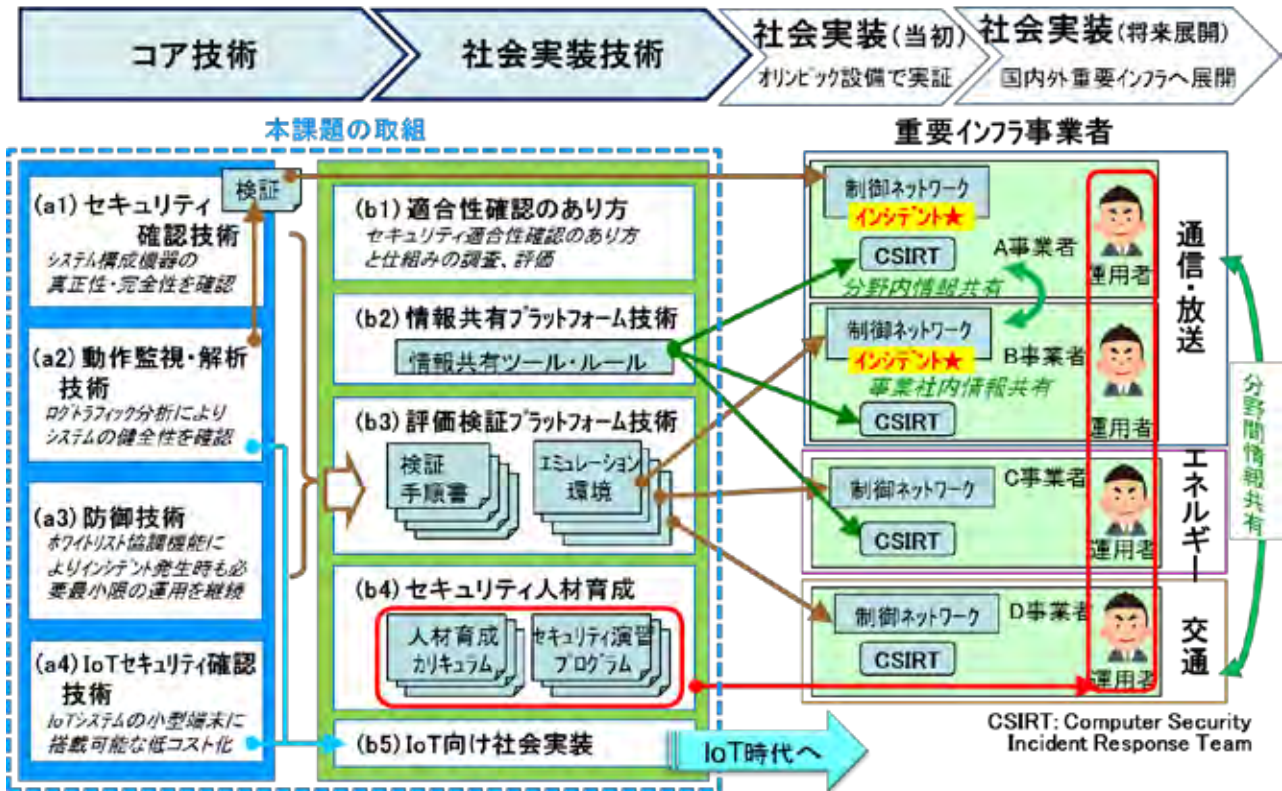 コア技術
社会実装技術
社会実装(当初)
オリンピック設備で実証
社会実装(将来展開)
国内外重要インフラへ展開
本課題の取組
重要インフラ事業者
(a1)セキュリティ
確認技術
システム構成機器の
真正性・完全性を確認
検証
(a2)動作監視・解析
技術
ログトラフィック分析により
システムの健全性を確認
(a3)防御技術
ホワイトリスト協調機能に
よりインシデント発生時も必
要最小限の運用を継続
(a4)IoTセキュリティ確認
技術
IoTシステムの小型端末に
搭載可能な低コスト化
(b1)適合性確認のあり方
セキュリティ適合性確認のあり方
と仕組みの調査、評価
(b2)情報共有プラットフォーム技術
情報共有ツール・ルール
(b3)評価検証プラットフォーム技術
検証
手順書
エミュレーション
環境
(b4)セキュリティ人材育成
人材育成
カリキュラム
セキュリティ演習
プログラム
(b5)IoT向け社会実装
IoT時代へ
制御ネットワーク
インシデント★
CSIRT
A事業者
分野内情報共有
運用者
制御ネットワーク
インシデント★
B事業者
事業社内情報共有
CSIRT
運用者
通信・放送
制御ネットワーク
C事業者
CSIRT
運用者
エネルギー
制御ネットワーク
D事業者
CSIRT
運用者
交通
分野間情報共有
CSIRT: Computer Security
Incident Response Team